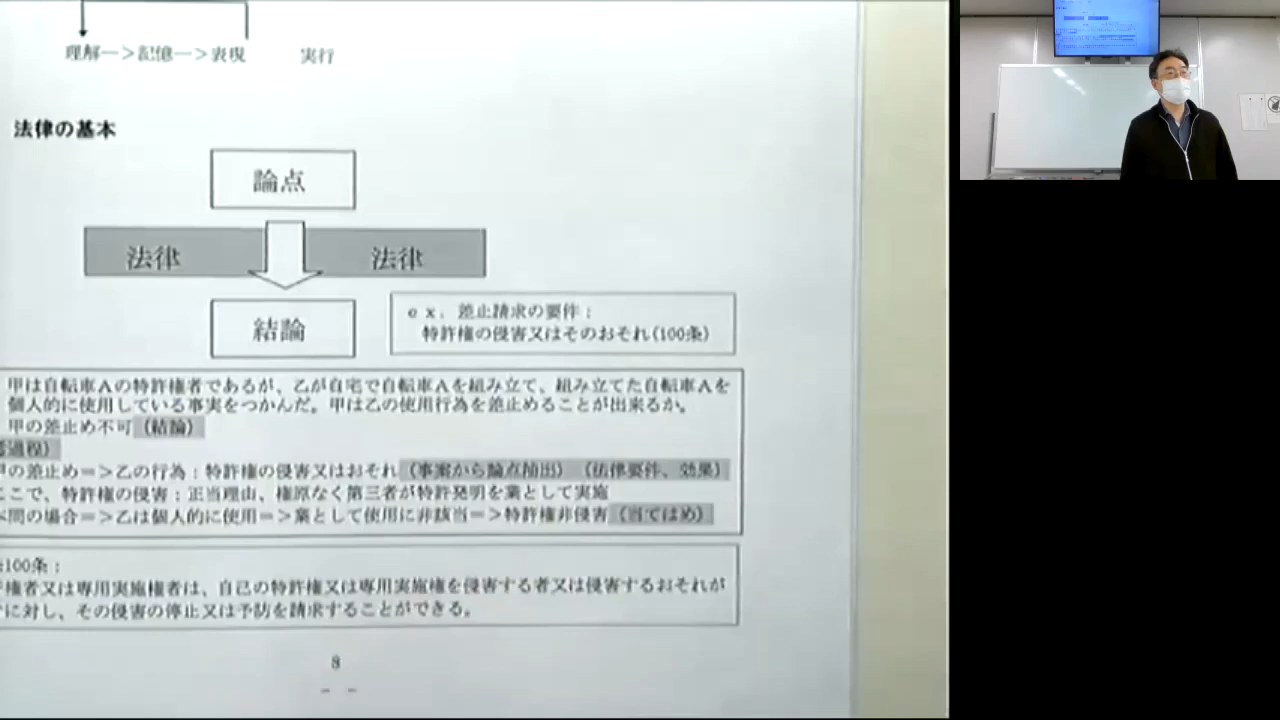 理解―>記憶―>表現　　実行
法律の基本
論点
法律　法律
結論
ｅｘ．差止請求の要件：
特許権の侵害又はそのおそれ(100条)
甲は自転車Ａの特許権者であるが、乙が自宅で自転車Ａを組み立て、組み立てた自転車Ａを
個人的に使用している事実をつかんだ。甲は乙の使用行為を差止めることが出来るか。
甲の差止め不可（結論）
過程）
甲の差止め＝＞乙の行為：特許権の侵害又はおそれ（事案から論点抽出）（法律要件、効果）
ここで、特許権の侵害：正当理由、権原なく第三者が特許発明を業として実施
本問の場合＝＞乙は個人的に使用＝＞業として使用に非該当＝＞特許権非侵害（当てはめ）
100条：
権者又は専用実施権者は、自己の特許権又は専用実施権を侵害する者又は侵害するおそれが
に対し、その侵害の停止又は予防を請求することができる。
8